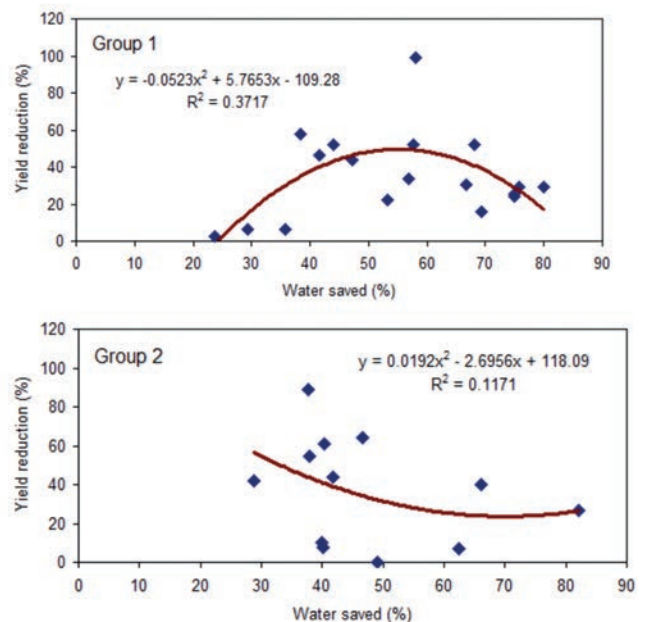 Group 1
y = -0.0523x² + 5.7653x - 109.28
R² = 0.3717
Yield reduction (%)
120
100
80
60
40
20
0
0 10 20 30 40 50 60 70 80 90
Water saved (%)
Group 2
y = 0.0192x² - 2.6956x + 118.09
R² = 0.1171
Yield reduction (%)
120
100
80
60
40
20
0
0 10 20 30 40 50 60 70 80 90
Water saved (%)